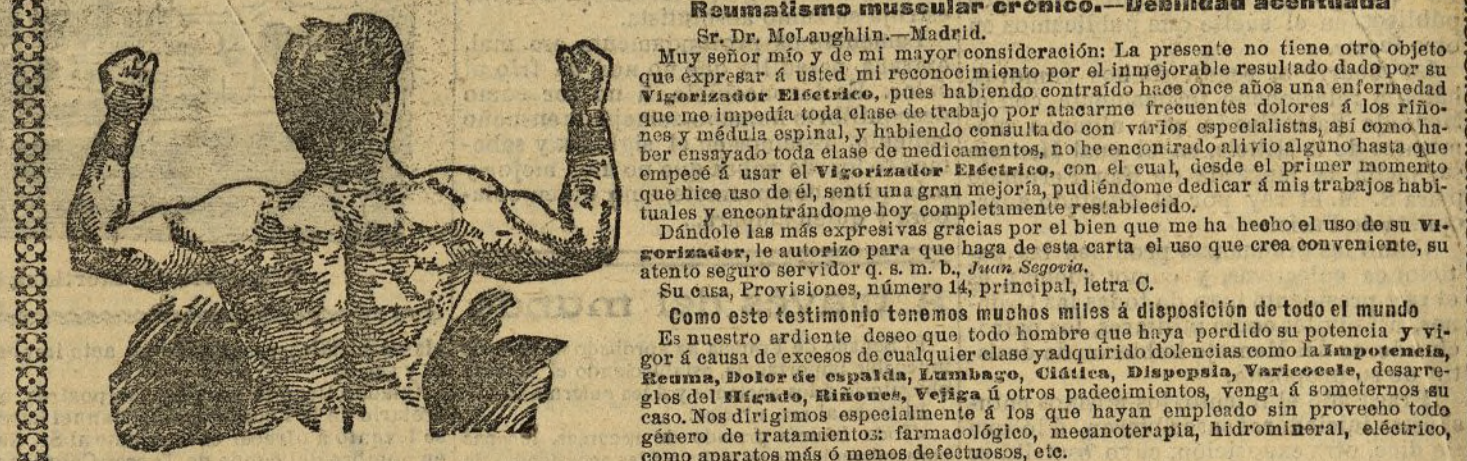 Reumatismo muscular crónico.—Debilidad acentuada
Sr. Dr. McLaughlin.—Madrid.
Muy señor mío y de mi mayor consideración: La presente no tiene otro objeto
que expresar á usted mi reconocimiento por el inmejorable resultado dado por su
Vigorizador Eléctrico, pues habiendo contraído hace once años una enfermedad
que me impedía toda clase de trabajo por atacarme frecuentes dolores á los riño-
nes y médula espinal, y habiendo consultado con varios especialistas, así como ha-
ber ensayado toda clase de medicamentos, no he encontrado alivio alguno hasta que
empecé á usar el Vigorizador Eléctrico, con el cual, desde el primer momento
que hice uso de él, sentí una gran mejoría, pudiéndome dedicar á mis trabajos habi-
tuales y encontrándome hoy completamente restablecido.
Dándole las más expresivas gracias por el bien que me ha hecho el uso de su Vi-
gorizador, le autorizo para que haga de esta carta el uso que crea conveniente, su
atento seguro servidor q. s. m. b., Juan Segovia.
Su casa, Provisiones, número 14, principal, letra C.
Como este testimonio tenemos muchos miles á disposición de todo el mundo
Es nuestro ardiente deseo que todo hombre que haya perdido su potencia y vi-
gor á causa de excesos de cualquier clase y adquirido dolencias como la Impotencia,
Reuma, Dolor de espalda, Lumbago, Ciática, Dispepsia, Varicocele, desarre-
glos del Hígado, Riñones, Vejiga ú otros padecimientos, venga á someternos su
caso. Nos dirigimos especialmente á los que hayan empleado sin provecho todo
género de tratamientos: farmacológico, mecanoterapia, hidromineral, eléctrico,
como aparatos más ó menos defectuosos, etc.